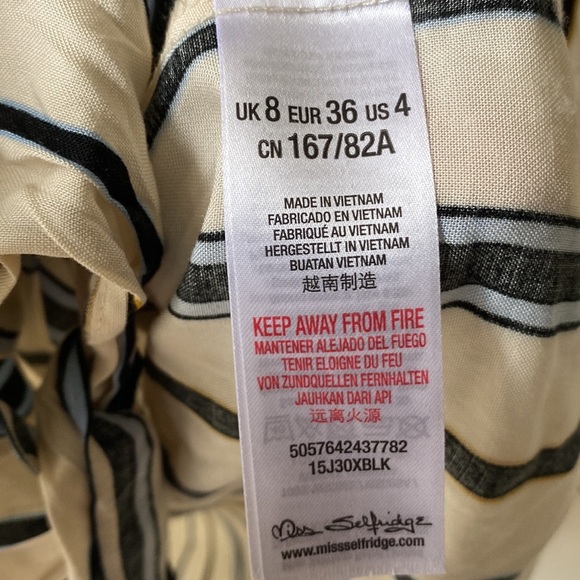 UK 8 EUR 36 US 4
CN 167/82A
MADE IN VIETNAM
FABRICADO EN VIETNAM
FABRIQUÉ AU VIETNAM
HERGESTELLT IN VIETNAM
BUATAN VIETNAM
越南制造
KEEP AWAY FROM FIRE
MANTENER ALEJADO DEL FUEGO
TENIR ELOIGNE DU FEU
VON ZUNDQUELLEN FERNHALTEN
JAUHKAN DARI API
远离火源
5057642437782
15J30XBLK
Miss Selfridge
www.missselfridge.com